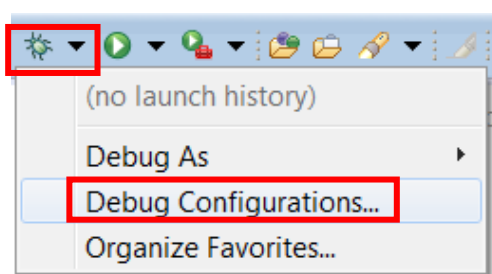 (no launch history)
Debug As
Debug Configurations...
Organize Favorites...